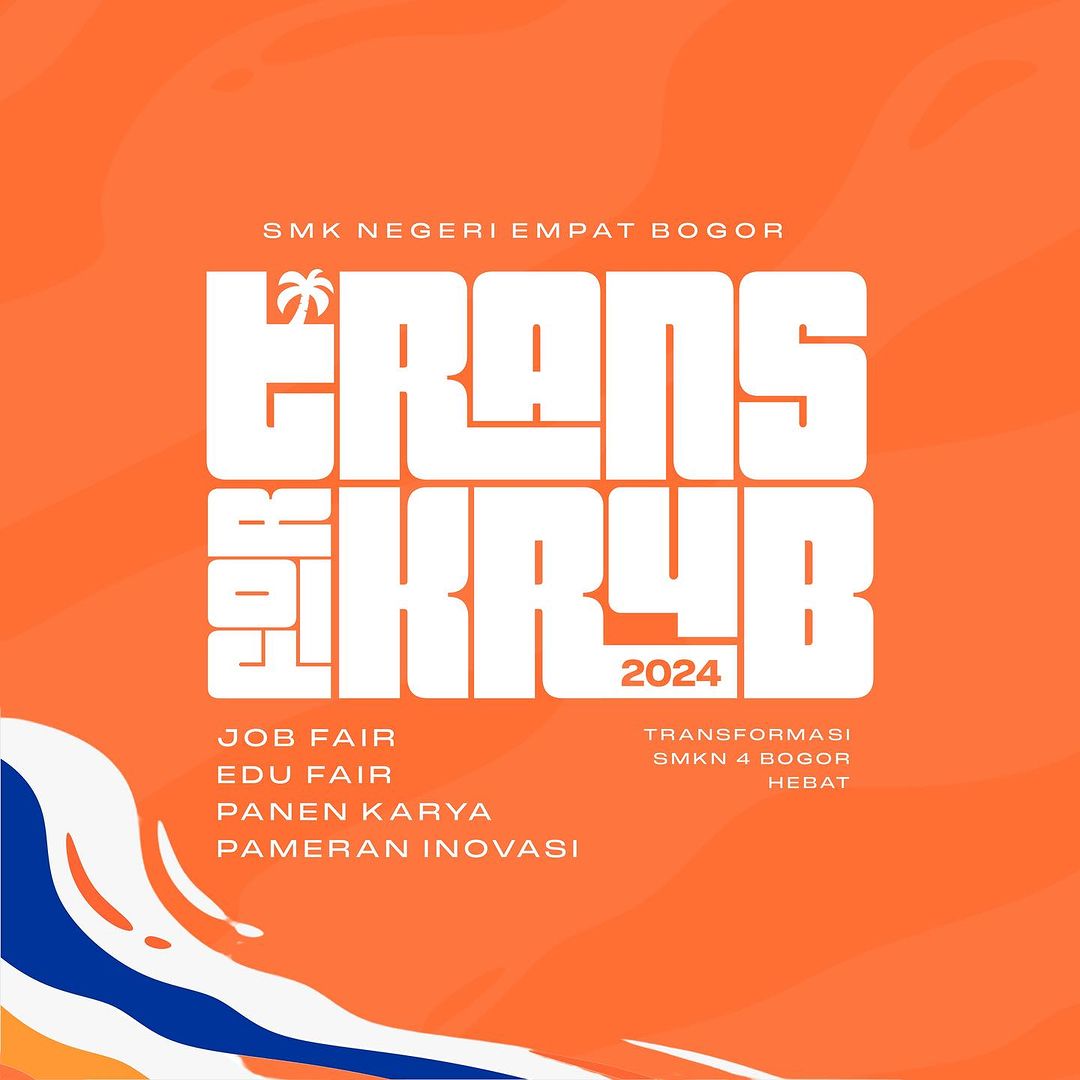 SMK NEGERI EMPAT BOGOR
tRANS
FOR KR4B
2024
JOB FAIR
EDU FAIR
PANEN KARYA
PAMERAN INOVASI
TRANSFORMASI
SMKN 4 BOGOR
HEBAT